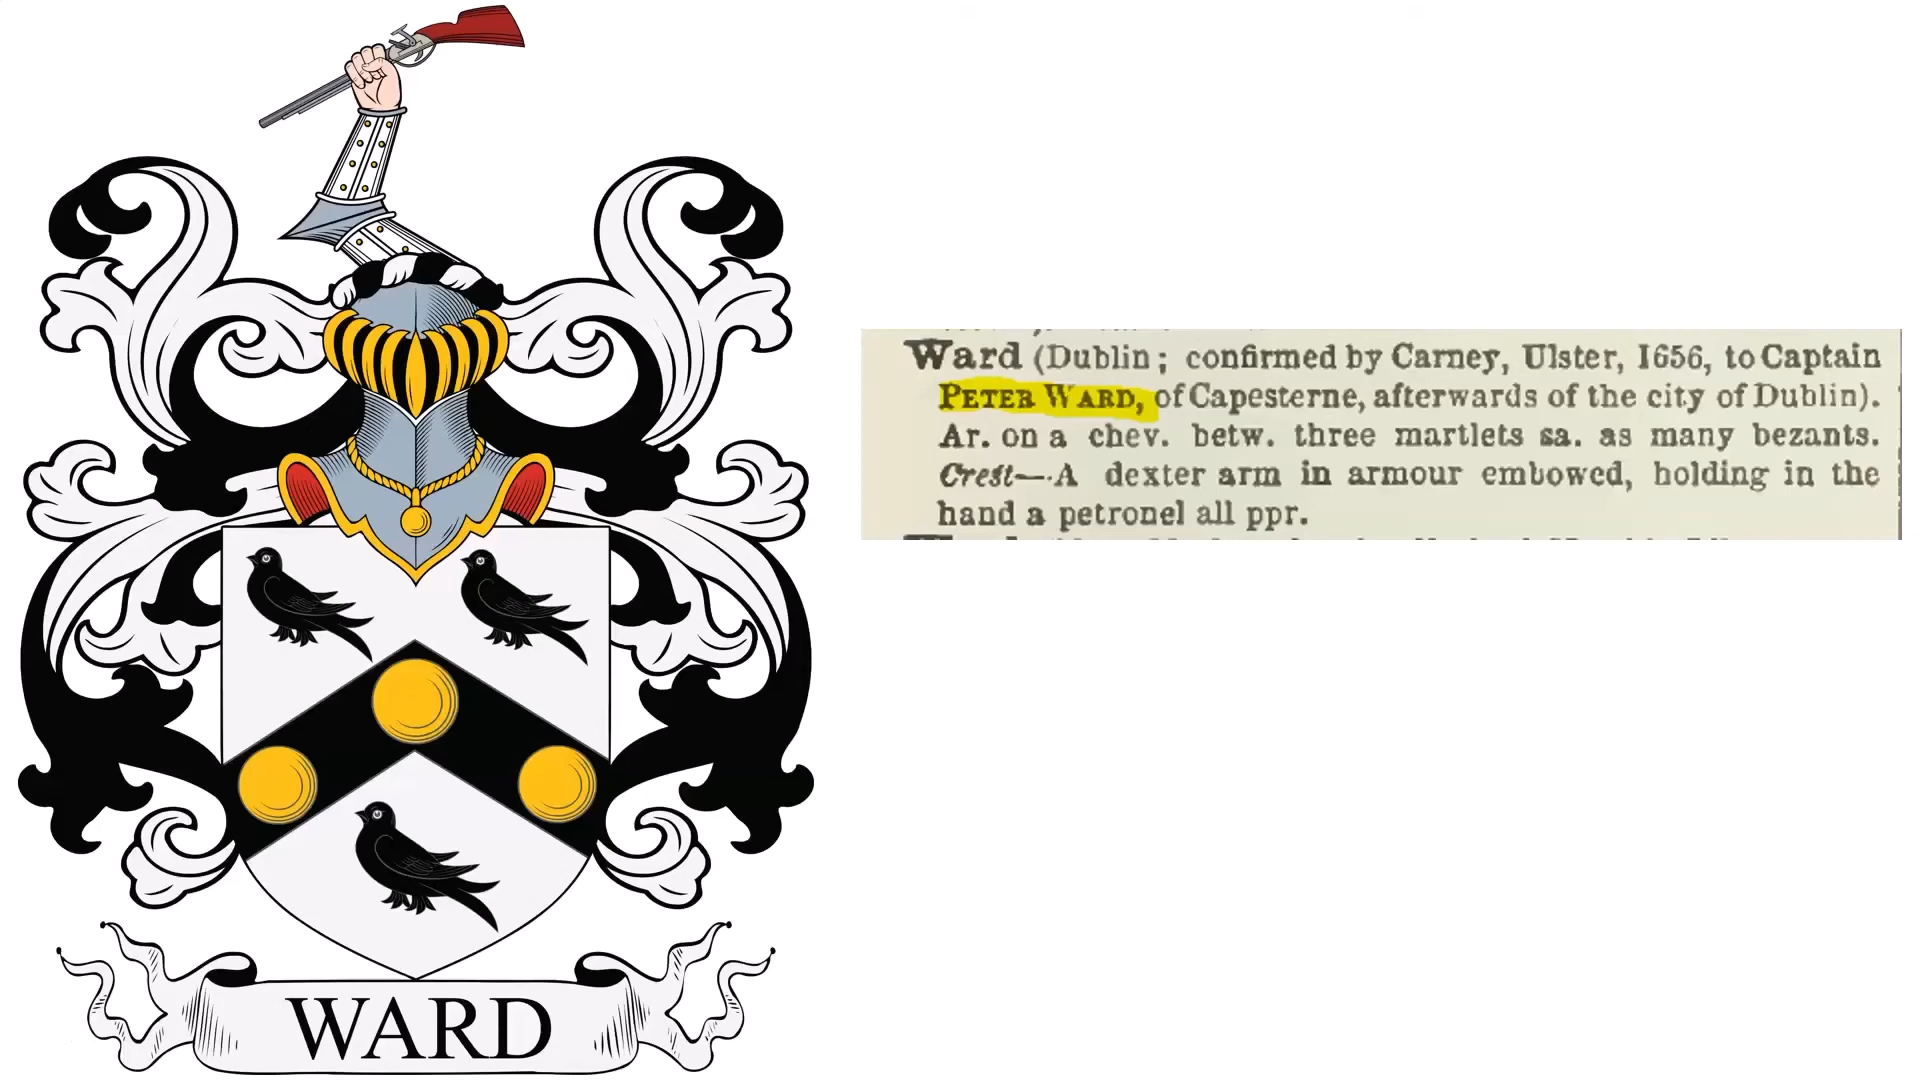 Ward (Dublin; confirmed by Carney, Ulster, 1656, to Captain
PETER WARD, of Capesterne, afterwards of the city of Dublin).
Ar. on a chev. betw. three martlets sa. as many bezants.
Crest—A dexter arm in armour embowed, holding in the
hand a petronel all ppr.
WARD